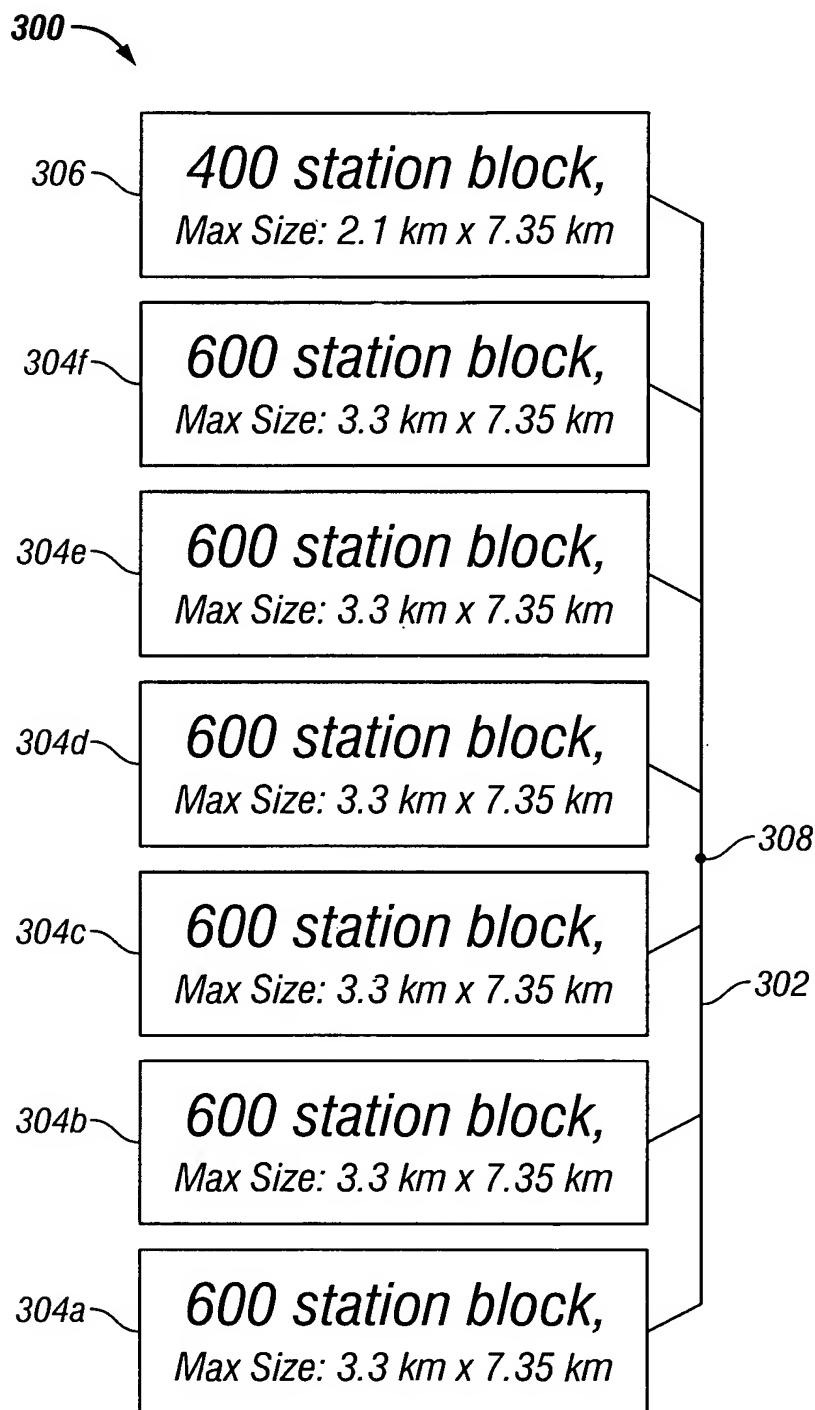 300
306
400 station block,
Max Size: 2.1 km x 7.35 km
304f
600 station block,
Max Size: 3.3 km x 7.35 km
304e
600 station block,
Max Size: 3.3 km x 7.35 km
304d
600 station block,
Max Size: 3.3 km x 7.35 km
308
304c
600 station block,
Max Size: 3.3 km x 7.35 km
302
304b
600 station block,
Max Size: 3.3 km x 7.35 km
304a
600 station block,
Max Size: 3.3 km x 7.35 km